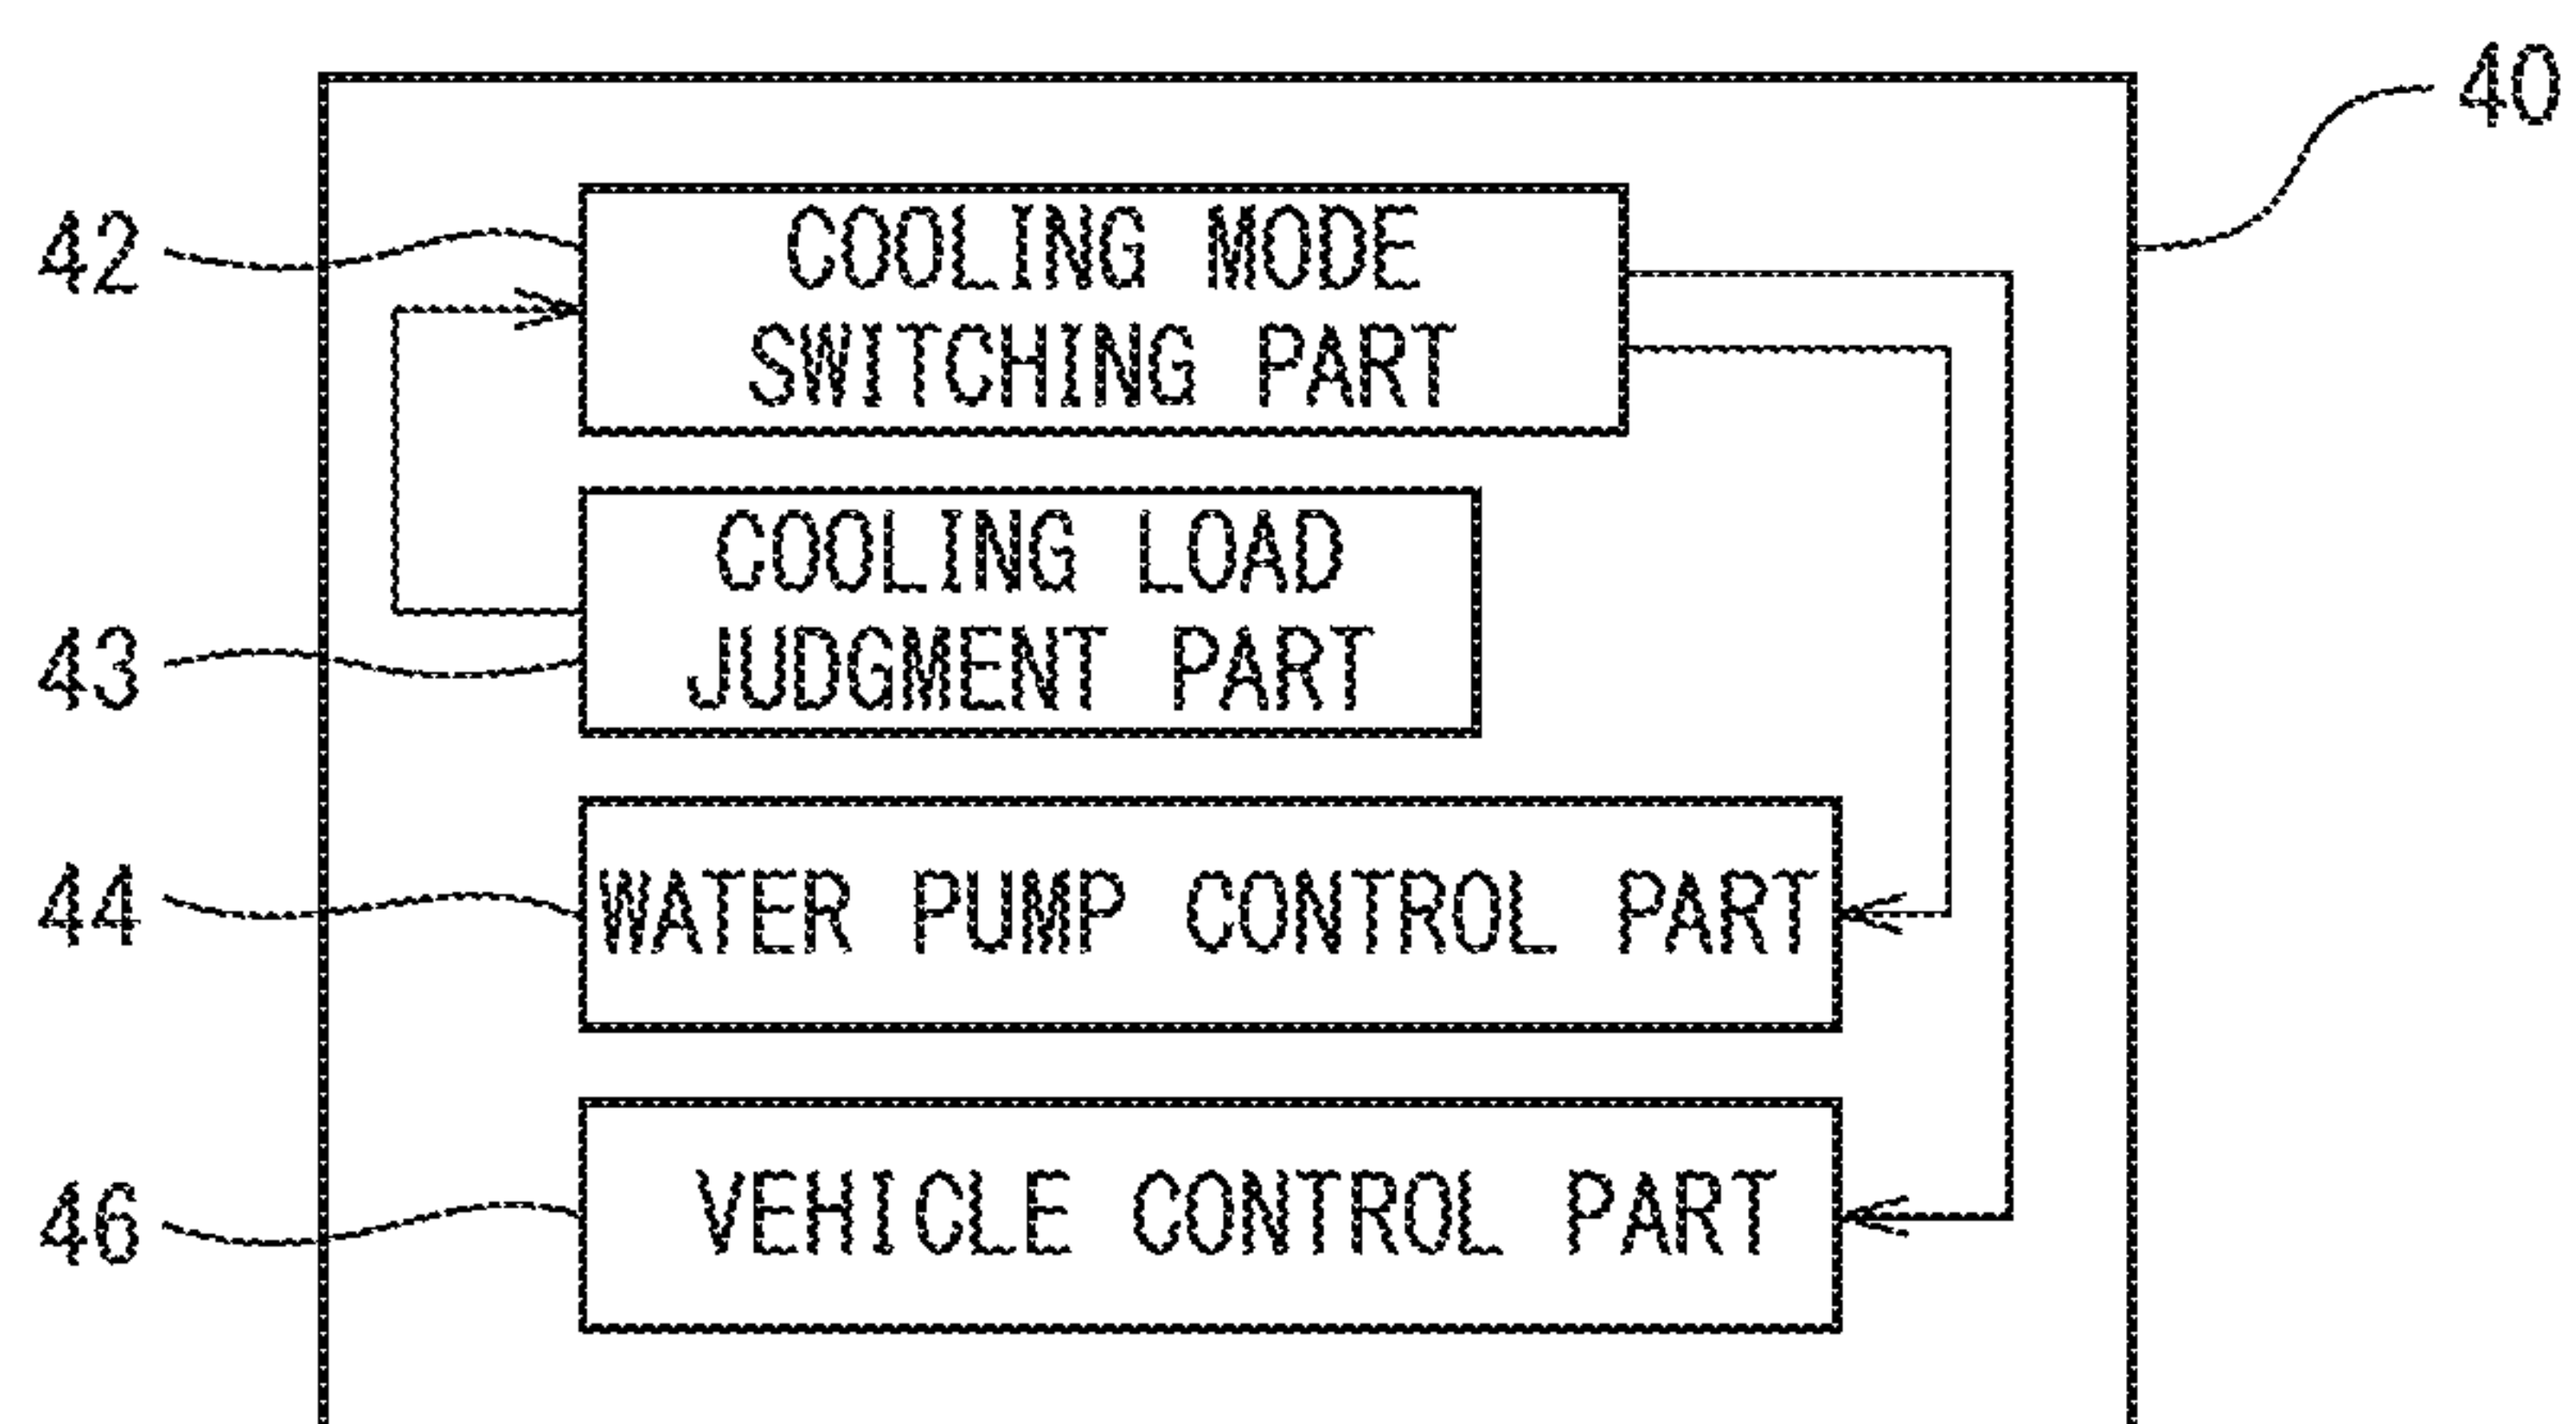 40
42
COOLING MODE
SWITCHING PART
COOLING LOAD
43
JUDGMENT PART
44
WATER PUMP CONTROL PART
46
VEHICLE CONTROL PART